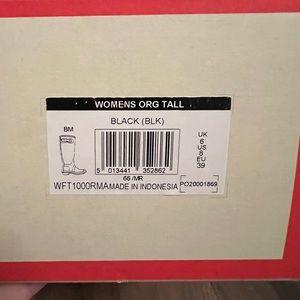 WOMENS ORG TALL
BLACK (BLK)
BM
UK
6
US
8
EU
39
5 013441 352862
66 /MR
WFT1000RMA MADE IN INDONESIA
PO20001869